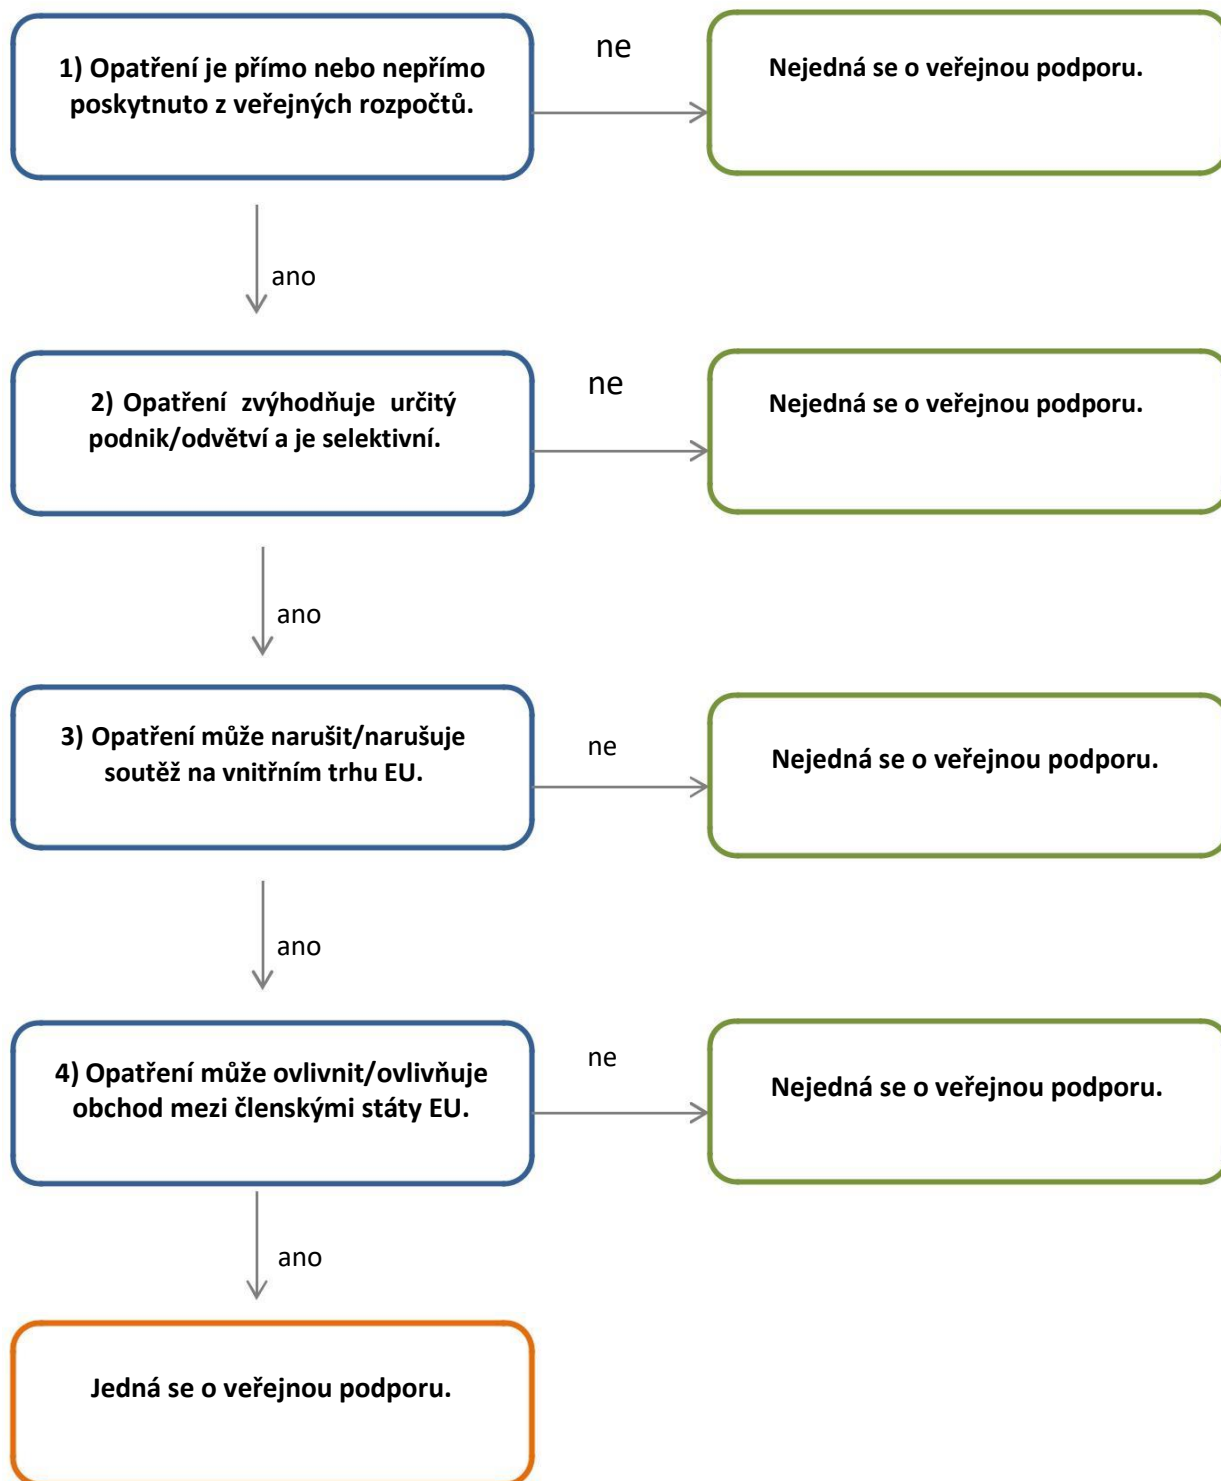 1) Opatření je přímo nebo nepřímo
poskytnuto z veřejných rozpočtů.
ne
Nejedná se o veřejnou podporu.
ano
2) Opatření zvýhodňuje určitý
podnik/odvětví a je selektivní.
ne
Nejedná se o veřejnou podporu.
ano
3) Opatření může narušit/narušuje
soutěž na vnitřním trhu EU.
ne
Nejedná se o veřejnou podporu.
ano
4) Opatření může ovlivnit/ovlivňuje
obchod mezi členskými státy EU.
ne
Nejedná se o veřejnou podporu.
ano
Jedná se o veřejnou podporu.